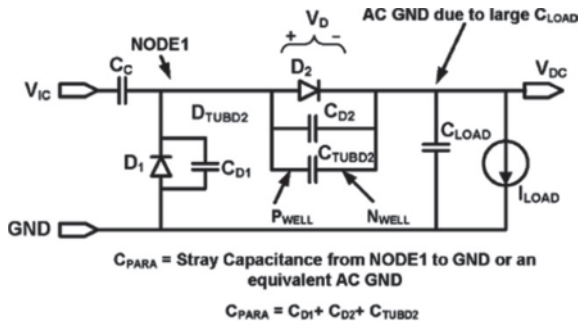 V_D
+ −
AC GND due to large C_LOAD
NODE1
C_C
D_2
V_IC
V_DC
D_TUBD2
C_D2
C_LOAD
C_TUBD2
D_1
C_D1
I_LOAD
P_WELL
N_WELL
GND
C_PARA = Stray Capacitance from NODE1 to GND or an
equivalent AC GND
C_PARA = C_D1 + C_D2 + C_TUBD2